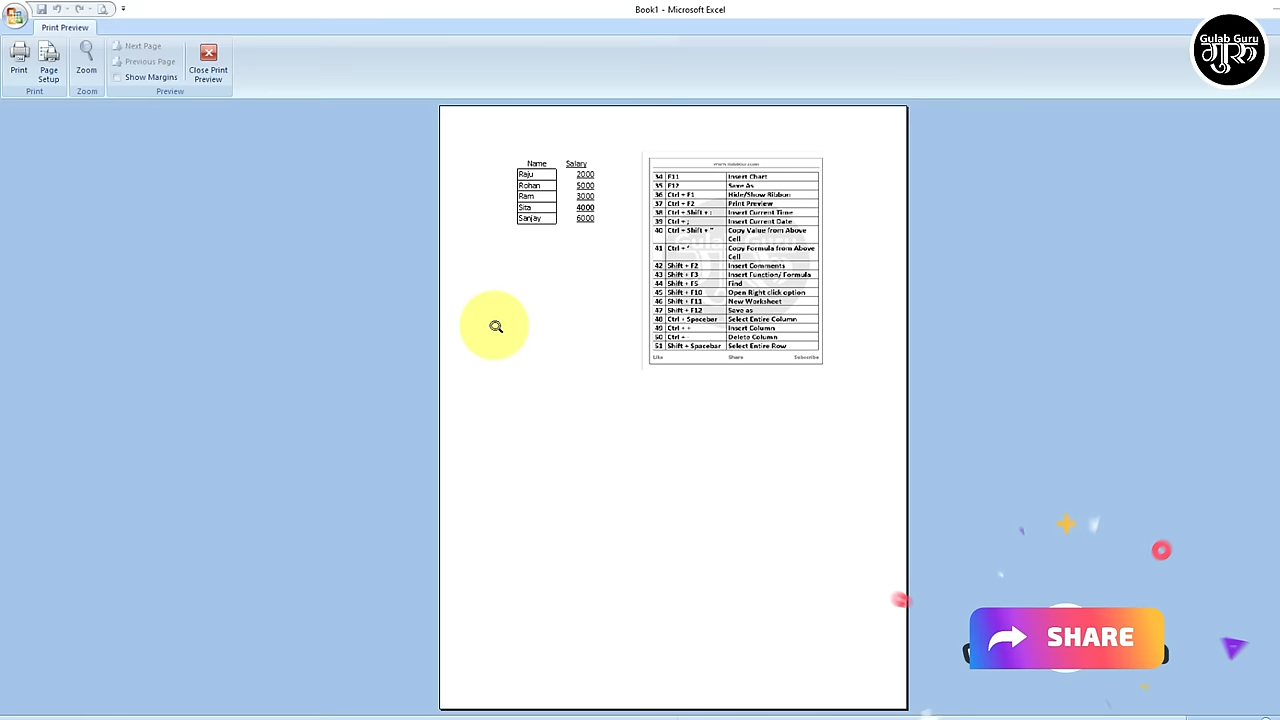 Book1 - Microsoft Excel
Print Preview
Print
Page Setup
Zoom
Next Page
Previous Page
Show Margins
Close Print Preview
Print
Zoom
Preview
Gulab Guru
गुरु
Name Salary
Raju 2000
Rohan 5000
Ram 3000
Sita 4000
Sanjay 6000
34 F11 Insert Chart
35 F12 Save As
36 Ctrl + F1 Hide/Show Ribbon
37 Ctrl + F2 Print Preview
38 Ctrl + Shift + ; Insert Current Time
39 Ctrl + ; Insert Current Date
40 Ctrl + Shift + " Copy Value from Above
Cell
41 Ctrl + ' Copy Formula from Above
Cell
42 Shift + F2 Insert Comments
43 Shift + F3 Insert Function/ Formula
44 Shift + F5 Find
45 Shift + F10 Open Right click option
46 Shift + F11 New Worksheet
47 Shift + F12 Save as
48 Ctrl + Spacebar Select Entire Column
49 Ctrl + + Insert Column
50 Ctrl + - Delete Column
51 Shift + Spacebar Select Entire Row
Like Share Subscribe
SHARE